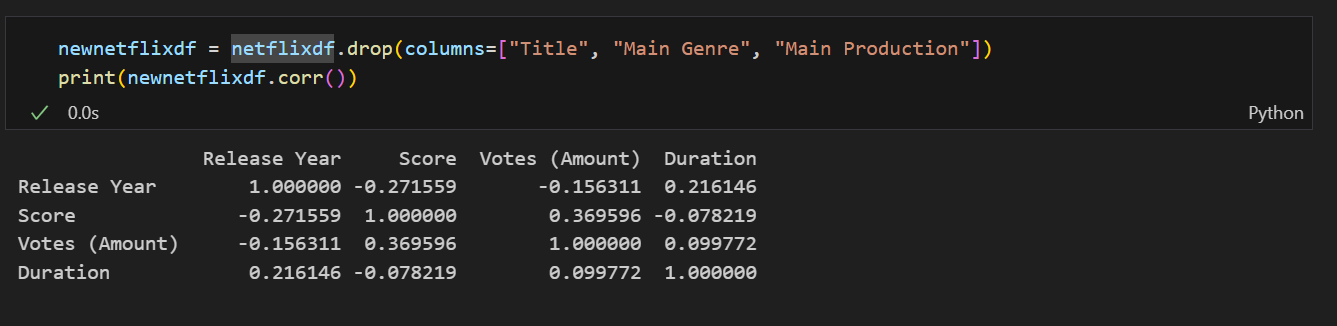 newnetflixdf = netflixdf.drop(columns=["Title", "Main Genre", "Main Production"])
print(newnetflixdf.corr())
✓ 0.0s Python
Release Year Score Votes (Amount) Duration
Release Year 1.000000 -0.271559 -0.156311 0.216146
Score -0.271559 1.000000 0.369596 -0.078219
Votes (Amount) -0.156311 0.369596 1.000000 0.099772
Duration 0.216146 -0.078219 0.099772 1.000000